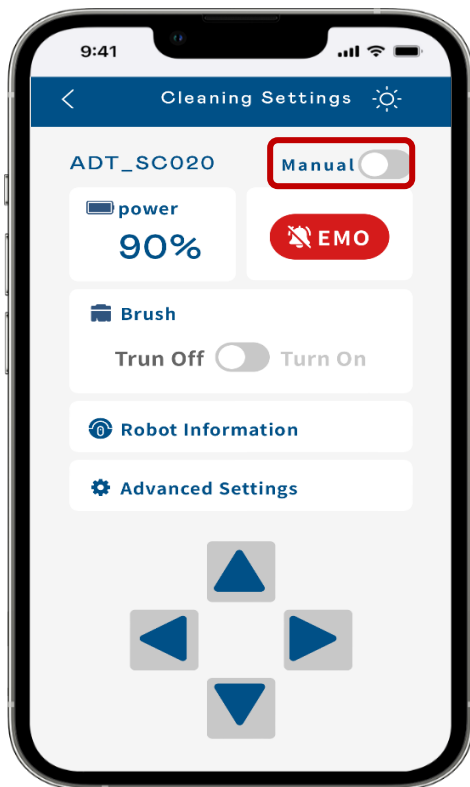 9:41
Cleaning Settings
ADT_SC020
Manual
power
90%
EMO
Brush
Trun Off
Turn On
Robot Information
Advanced Settings